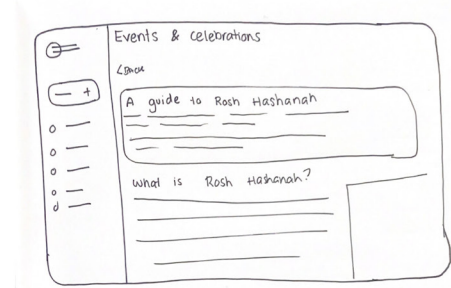 Events & Celebrations
< Back
A guide to Rosh Hashanah
What is Rosh Hashanah?